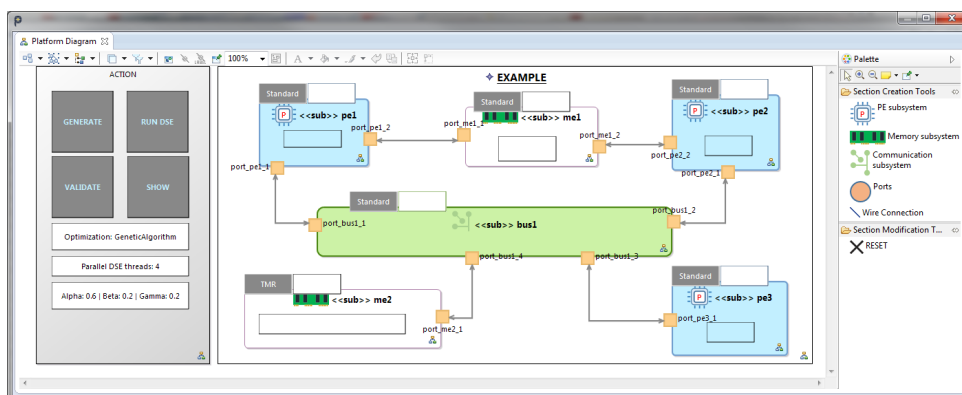 Platform Diagram
100%
ACTION
GENERATE
RUN DSE
VALIDATE
SHOW
Optimization: GeneticAlgorithm
Parallel DSE threads: 4
Alpha: 0.6 | Beta: 0.2 | Gamma: 0.2
EXAMPLE
Standard
P
<<sub>> pe1
port_pe1_2
port_pe1_1
Standard
<<sub>> me1
port_me1_1
port_me1_2
Standard
P
<<sub>> pe2
port_pe2_2
port_pe2_1
Standard
<<sub>> bus1
port_bus1_1
port_bus1_2
port_bus1_4
port_bus1_3
TMR
<<sub>> me2
port_me2_1
Standard
P
<<sub>> pe3
port_pe3_1
Palette
Section Creation Tools
P
PE subsystem
Memory subsystem
Communication
subsystem
Ports
Wire Connection
Section Modification T...
RESET